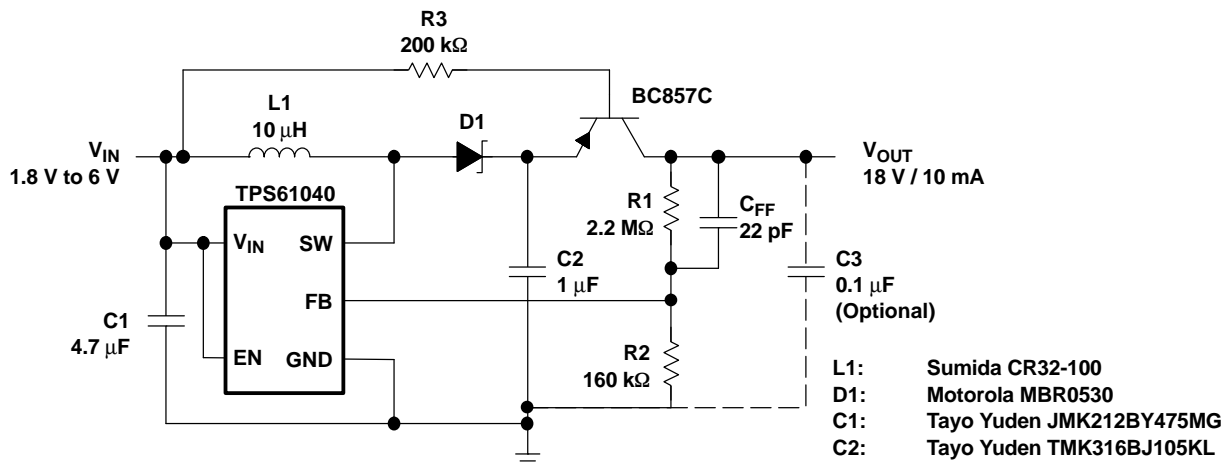 R3
200 kΩ
BC857C
L1
10 μH
D1
VIN
1.8 V to 6 V
VOUT
18 V / 10 mA
TPS61040
R1
2.2 MΩ
CFF
22 pF
VIN
SW
C2
1 μF
C3
0.1 μF
(Optional)
FB
C1
4.7 μF
EN
GND
R2
160 kΩ
L1: Sumida CR32-100
D1: Motorola MBR0530
C1: Tayo Yuden JMK212BY475MG
C2: Tayo Yuden TMK316BJ105KL